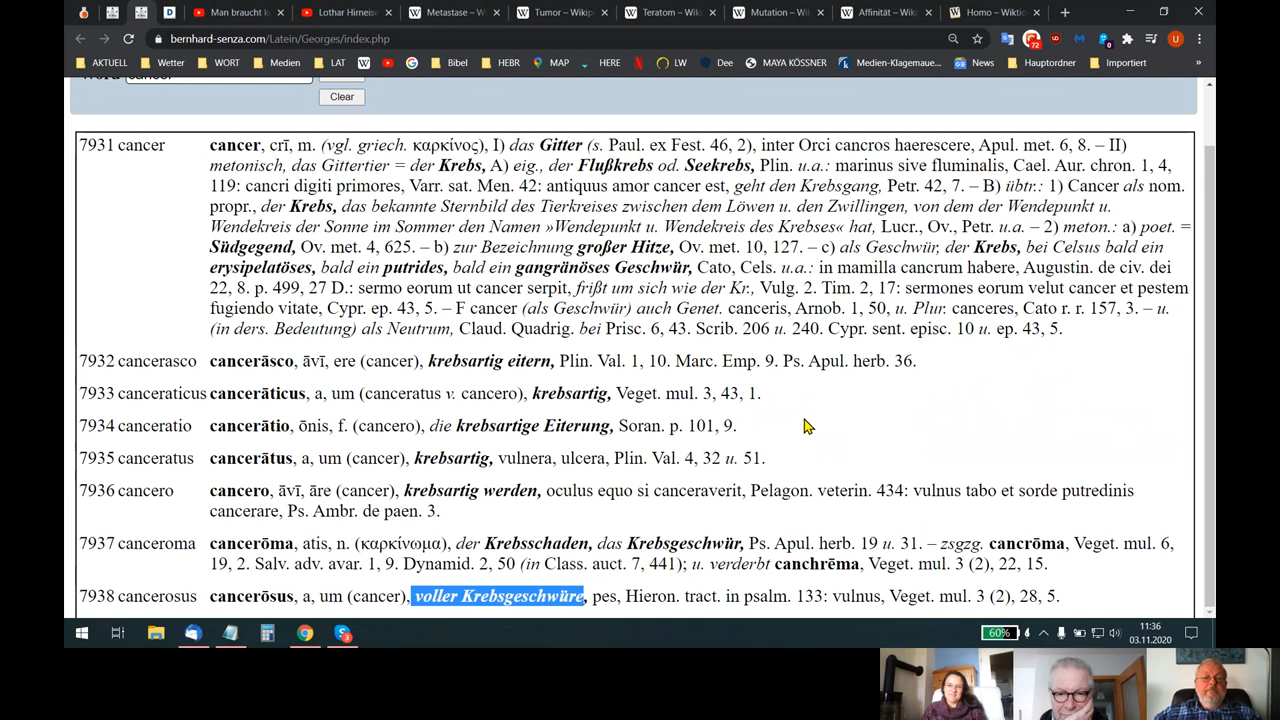 Man braucht k
Lothar Hirneise
Metastase – Wi
Tumor – Wikip
Teratom – Wiki
Mutation – Wiki
Affinität – Wiki
Homo – Wiktio
bernhard-senza.com/Latein/Georges/index.php
72
0
U
AKTUELL Wetter WORT Medien LAT Bibel HEBR MAP HERE LW Dee MAYA KÖSSNER Medien-Klagemaue... News Hauptordner Importiert »
Clear
7931 cancer cancer, crī, m. (vgl. griech. καρκίνος), I) das Gitter (s. Paul. ex Fest. 46, 2), inter Orci cancros haerescere, Apul. met. 6, 8. – II)
metonisch, das Gittertier = der Krebs, A) eig., der Flußkrebs od. Seekrebs, Plin. u.a.: marinus sive fluminalis, Cael. Aur. chron. 1, 4,
119: cancri digiti primores, Varr. sat. Men. 42: antiquus amor cancer est, geht den Krebsgang, Petr. 42, 7. – B) übtr.: 1) Cancer als nom.
propr., der Krebs, das bekannte Sternbild des Tierkreises zwischen dem Löwen u. den Zwillingen, von dem der Wendepunkt u.
Wendekreis der Sonne im Sommer den Namen »Wendepunkt u. Wendekreis des Krebses« hat, Lucr., Ov., Petr. u.a. – 2) meton.: a) poet. =
Südgegend, Ov. met. 4, 625. – b) zur Bezeichnung großer Hitze, Ov. met. 10, 127. – c) als Geschwür, der Krebs, bei Celsus bald ein
erysipelatöses, bald ein putrides, bald ein gangränöses Geschwür, Cato, Cels. u.a.: in mamilla cancrum habere, Augustin. de civ. dei
22, 8. p. 499, 27 D.: sermo eorum ut cancer serpit, frißt um sich wie der Kr., Vulg. 2. Tim. 2, 17: sermones eorum velut cancer et pestem
fugiendo vitate, Cypr. ep. 43, 5. – F cancer (als Geschwür) auch Genet. canceris, Arnob. 1, 50, u. Plur. canceres, Cato r. r. 157, 3. – u.
(in ders. Bedeutung) als Neutrum, Claud. Quadrig. bei Prisc. 6, 43. Scrib. 206 u. 240. Cypr. sent. episc. 10 u. ep. 43, 5.
7932 cancerasco cancerāsco, āvī, ere (cancer), krebsartig eitern, Plin. Val. 1, 10. Marc. Emp. 9. Ps. Apul. herb. 36.
7933 canceraticus cancerāticus, a, um (canceratus v. cancero), krebsartig, Veget. mul. 3, 43, 1.
7934 canceratio cancerātio, ōnis, f. (cancero), die krebsartige Eiterung, Soran. p. 101, 9.
7935 canceratus cancerātus, a, um (cancer), krebsartig, vulnera, ulcera, Plin. Val. 4, 32 u. 51.
7936 cancero cancero, āvī, āre (cancer), krebsartig werden, oculus equo si canceraverit, Pelagon. veterin. 434: vulnus tabo et sorde putredinis
cancerare, Ps. Ambr. de paen. 3.
7937 canceroma cancerōma, atis, n. (καρκίνωμα), der Krebsschaden, das Krebsgeschwür, Ps. Apul. herb. 19 u. 31. – zsgzg. cancrōma, Veget. mul. 6,
19, 2. Salv. adv. avar. 1, 9. Dynamid. 2, 50 (in Class. auct. 7, 441); u. verderbt canchrēma, Veget. mul. 3 (2), 22, 15.
7938 cancerosus cancerōsus, a, um (cancer), voller Krebsgeschwüre, pes, Hieron. tract. in psalm. 133: vulnus, Veget. mul. 3 (2), 28, 5.
60%
11:36
03.11.2020